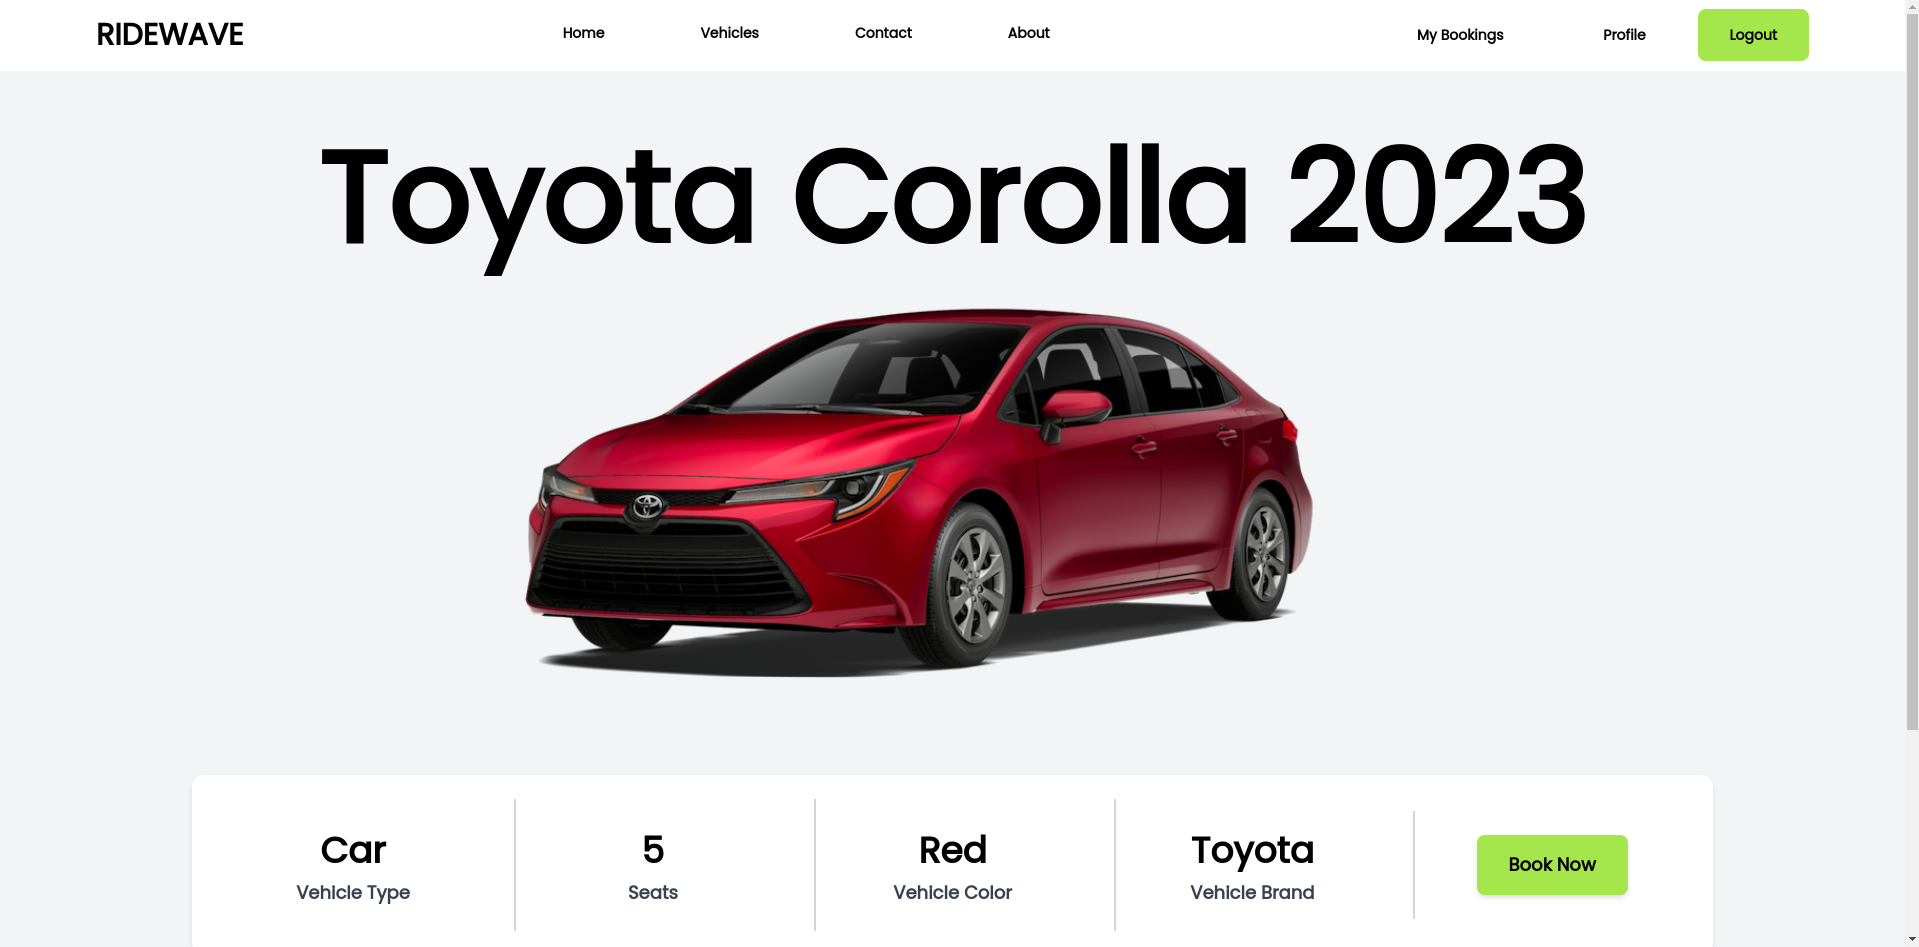 RIDEWAVE
Home
Vehicles
Contact
About
My Bookings
Profile
Logout
Toyota Corolla 2023
Car
Vehicle Type
5
Seats
Red
Vehicle Color
Toyota
Vehicle Brand
Book Now